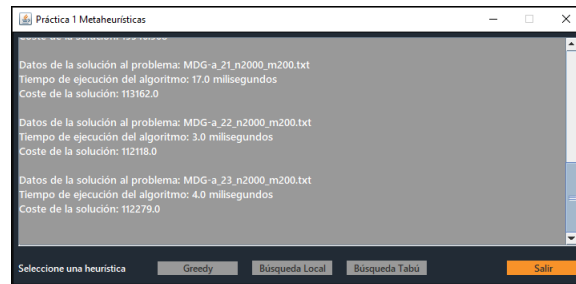 Práctica 1 Metaheurísticas
Datos de la solución al problema: MDG-a_21_n2000_m200.txt
Tiempo de ejecución del algoritmo: 17.0 milisegundos
Coste de la solución: 113162.0
Datos de la solución al problema: MDG-a_22_n2000_m200.txt
Tiempo de ejecución del algoritmo: 3.0 milisegundos
Coste de la solución: 112118.0
Datos de la solución al problema: MDG-a_23_n2000_m200.txt
Tiempo de ejecución del algoritmo: 4.0 milisegundos
Coste de la solución: 112279.0
Seleccione una heurística Greedy Búsqueda Local Búsqueda Tabú Salir